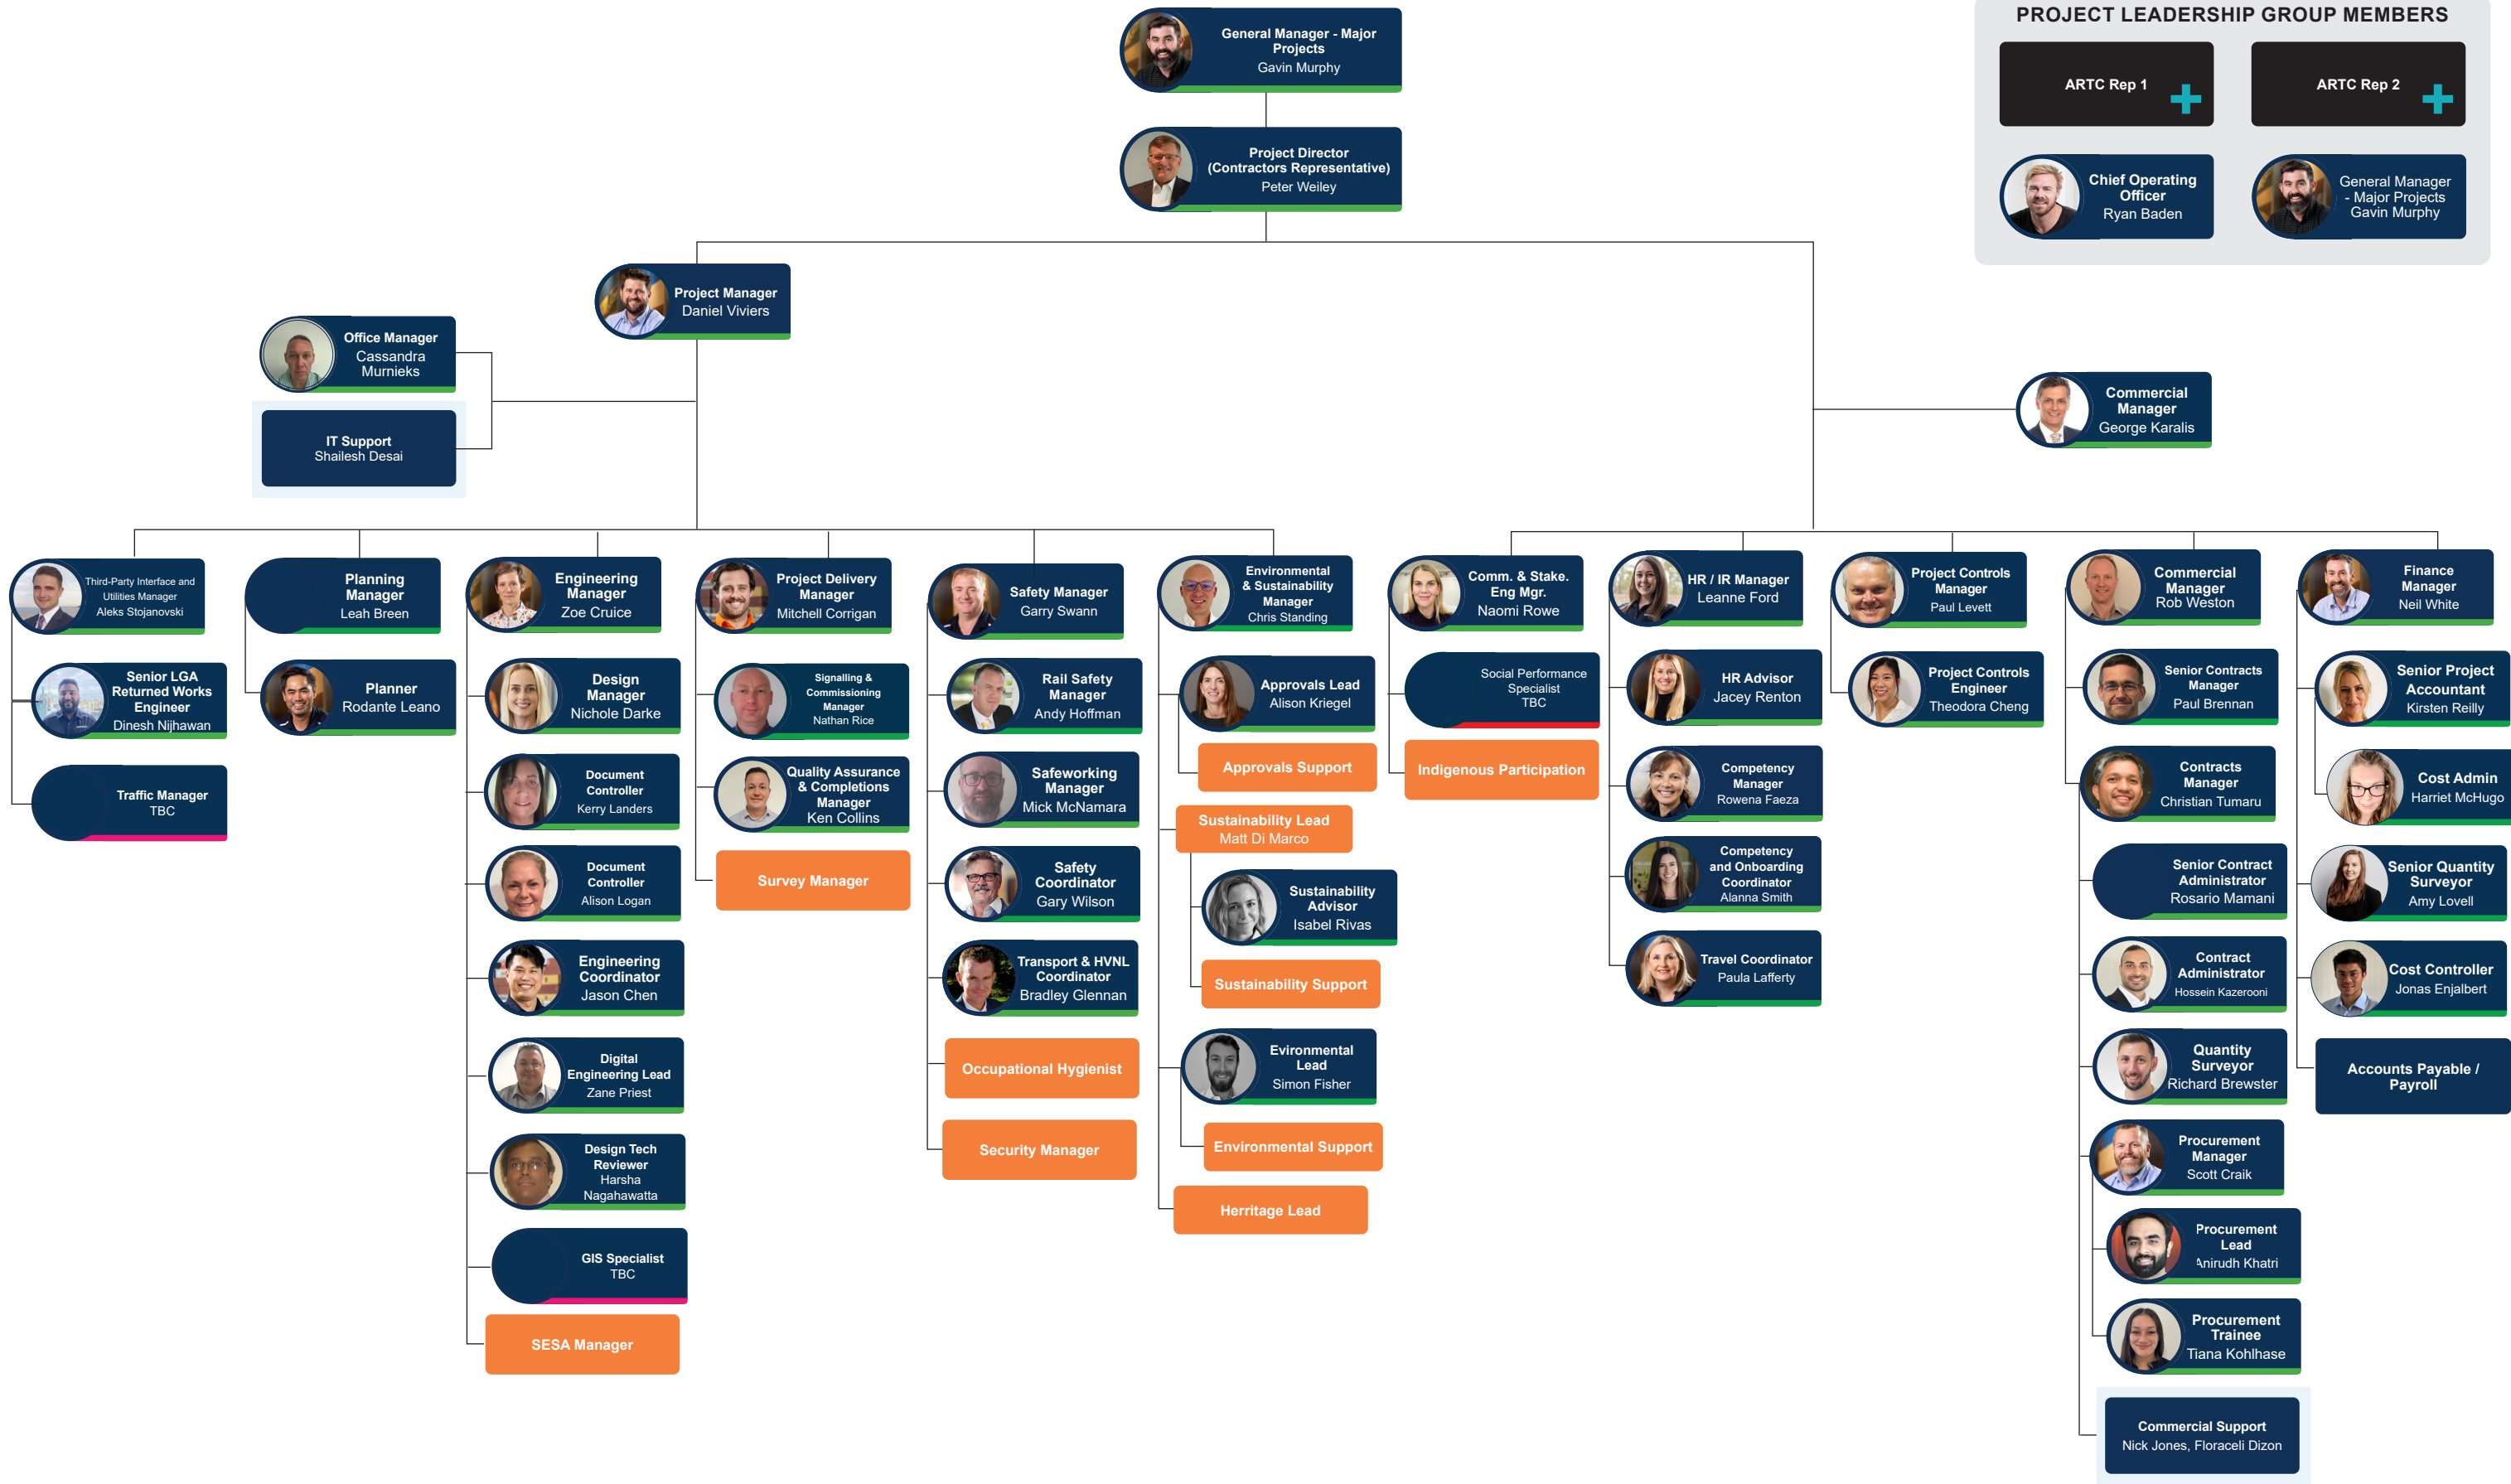 PROJECT LEADERSHIP GROUP MEMBERS
ARTC Rep 1
ARTC Rep 2
Chief Operating
Officer
Ryan Baden
General Manager
- Major Projects
Gavin Murphy
General Manager - Major
Projects
Gavin Murphy
Project Director
(Contractors Representative)
Peter Weiley
Project Manager
Daniel Viviers
Office Manager
Cassandra
Murnieks
IT Support
Shailesh Desai
Commercial
Manager
George Karalis
Third-Party Interface and
Utilities Manager
Aleks Stojanovski
Senior LGA
Returned Works
Engineer
Dinesh Nijhawan
Traffic Manager
TBC
Planning
Manager
Leah Breen
Planner
Rodante Leano
Engineering
Manager
Zoe Cruice
Design
Manager
Nichole Darke
Document
Controller
Kerry Landers
Document
Controller
Alison Logan
Engineering
Coordinator
Jason Chen
Digital
Engineering Lead
Zane Priest
Design Tech
Reviewer
Harsha
Nagahawatta
GIS Specialist
TBC
SESA Manager
Project Delivery
Manager
Mitchell Corrigan
Signalling &
Commissioning
Manager
Nathan Rice
Quality Assurance
& Completions
Manager
Ken Collins
Survey Manager
Safety Manager
Garry Swann
Rail Safety
Manager
Andy Hoffman
Safeworking
Manager
Mick McNamara
Safety
Coordinator
Gary Wilson
Transport & HVNL
Coordinator
Bradley Glennan
Occupational Hygienist
Security Manager
Environmental
& Sustainability
Manager
Chris Standing
Approvals Lead
Alison Kriegel
Approvals Support
Sustainability Lead
Matt Di Marco
Sustainability
Advisor
Isabel Rivas
Sustainability Support
Evironmental
Lead
Simon Fisher
Environmental Support
Herritage Lead
Comm. & Stake.
Eng Mgr.
Naomi Rowe
Social Performance
Specialist
TBC
Indigenous Participation
HR / IR Manager
Leanne Ford
HR Advisor
Jacey Renton
Competency
Manager
Rowena Faeza
Competency
and Onboarding
Coordinator
Alanna Smith
Travel Coordinator
Paula Lafferty
Project Controls
Manager
Paul Levett
Project Controls
Engineer
Theodora Cheng
Commercial
Manager
Rob Weston
Senior Contracts
Manager
Paul Brennan
Contracts
Manager
Christian Tumaru
Senior Contract
Administrator
Rosario Mamani
Contract
Administrator
Hossein Kazerooni
Quantity
Surveyor
Richard Brewster
Procurement
Manager
Scott Craik
Procurement
Lead
Anirudh Khatri
Procurement
Trainee
Tiana Kohlhase
Commercial Support
Nick Jones, Floraceli Dizon
Finance
Manager
Neil White
Senior Project
Accountant
Kirsten Reilly
Cost Admin
Harriet McHugo
Senior Quantity
Surveyor
Amy Lovell
Cost Controller
Jonas Enjalbert
Accounts Payable /
Payroll